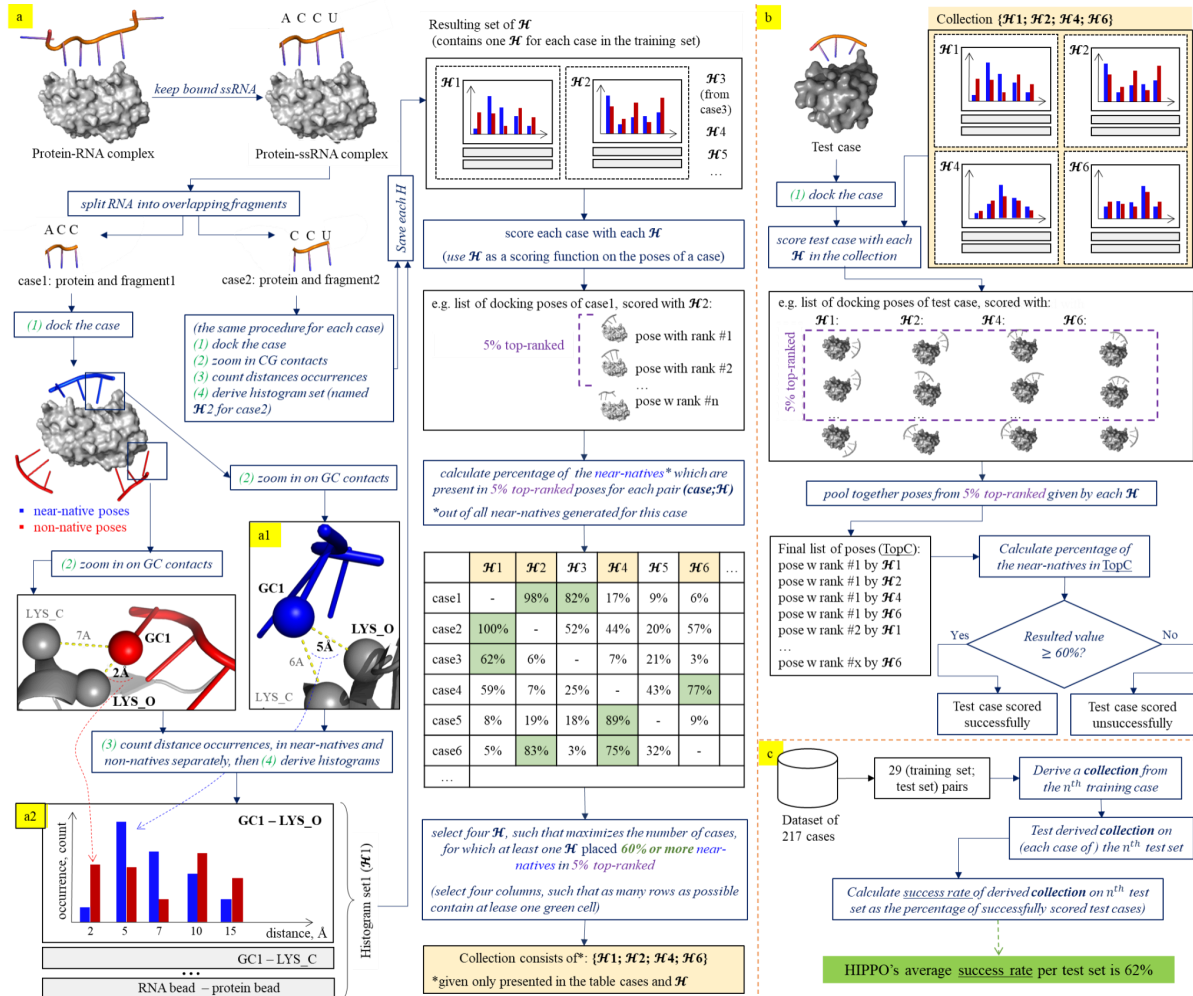 a
A C C U
keep bound ssRNA
Protein-RNA complex
Protein-ssRNA complex
split RNA into overlapping fragments
A C C
C C U
case1: protein and fragment1
case2: protein and fragment2
(1) dock the case
(the same procedure for each case)
(1) dock the case
(2) zoom in CG contacts
(3) count distances occurrences
(4) derive histogram set (named
ℋ2 for case2)
Save each H
(2) zoom in on GC contacts
near-native poses
non-native poses
(2) zoom in on GC contacts
LYS_C
7A
GC1
2Å
LYS_O
a1
GC1
LYS_O
5Å
6A
LYS_C
(3) count distance occurrences, in near-natives and
non-natives separately, then (4) derive histograms
a2
GC1 – LYS_O
occurrence, count
2 5 7 10 15
distance, Å
GC1 – LYS_C
...
RNA bead – protein bead
Histogram set1 (ℋ1)
Resulting set of ℋ
(contains one ℋ for each case in the training set)
ℋ1
ℋ2
ℋ3
(from
case3)
ℋ4
ℋ5
...
score each case with each ℋ
(use ℋ as a scoring function on the poses of a case)
e.g. list of docking poses of case1, scored with ℋ2:
5% top-ranked
pose with rank #1
pose with rank #2
...
pose w rank #n
calculate percentage of the near-natives* which are
present in 5% top-ranked poses for each pair (case;ℋ)
*out of all near-natives generated for this case
ℋ1 ℋ2 ℋ3 ℋ4 ℋ5 ℋ6 ...
case1 - 98% 82% 17% 9% 6%
case2 100% - 52% 44% 20% 57%
case3 62% 6% - 7% 21% 3%
case4 59% 7% 25% - 43% 77%
case5 8% 19% 18% 89% - 9%
case6 5% 83% 3% 75% 32% -
...
select four ℋ, such that maximizes the number of cases,
for which at least one ℋ placed 60% or more near-
natives in 5% top-ranked
(select four columns, such that as many rows as possible
contain at least one green cell)
Collection consists of*: {ℋ1; ℋ2; ℋ4; ℋ6}
*given only presented in the table cases and ℋ
b
Collection {ℋ1; ℋ2; ℋ4; ℋ6}
ℋ1
ℋ2
ℋ4
ℋ6
Test case
(1) dock the case
score test case with each
ℋ in the collection
e.g. list of docking poses of test case, scored with:
ℋ1: ℋ2: ℋ4: ℋ6:
5% top-ranked
... ... ... ...
pool together poses from 5% top-ranked given by each ℋ
Final list of poses (TopC):
pose w rank #1 by ℋ1
pose w rank #1 by ℋ2
pose w rank #1 by ℋ4
pose w rank #1 by ℋ6
pose w rank #2 by ℋ1
...
pose w rank #x by ℋ6
Calculate percentage of
the near-natives in TopC
Yes
Resulted value
≥ 60%?
No
Test case scored
successfully
Test case scored
unsuccessfully
c
Dataset of
217 cases
29 (training set;
test set) pairs
Derive a collection from
the nᵗʰ training case
Test derived collection on
(each case of ) the nᵗʰ test set
Calculate success rate of derived collection on nᵗʰ test
set as the percentage of successfully scored test cases)
HIPPO's average success rate per test set is 62%